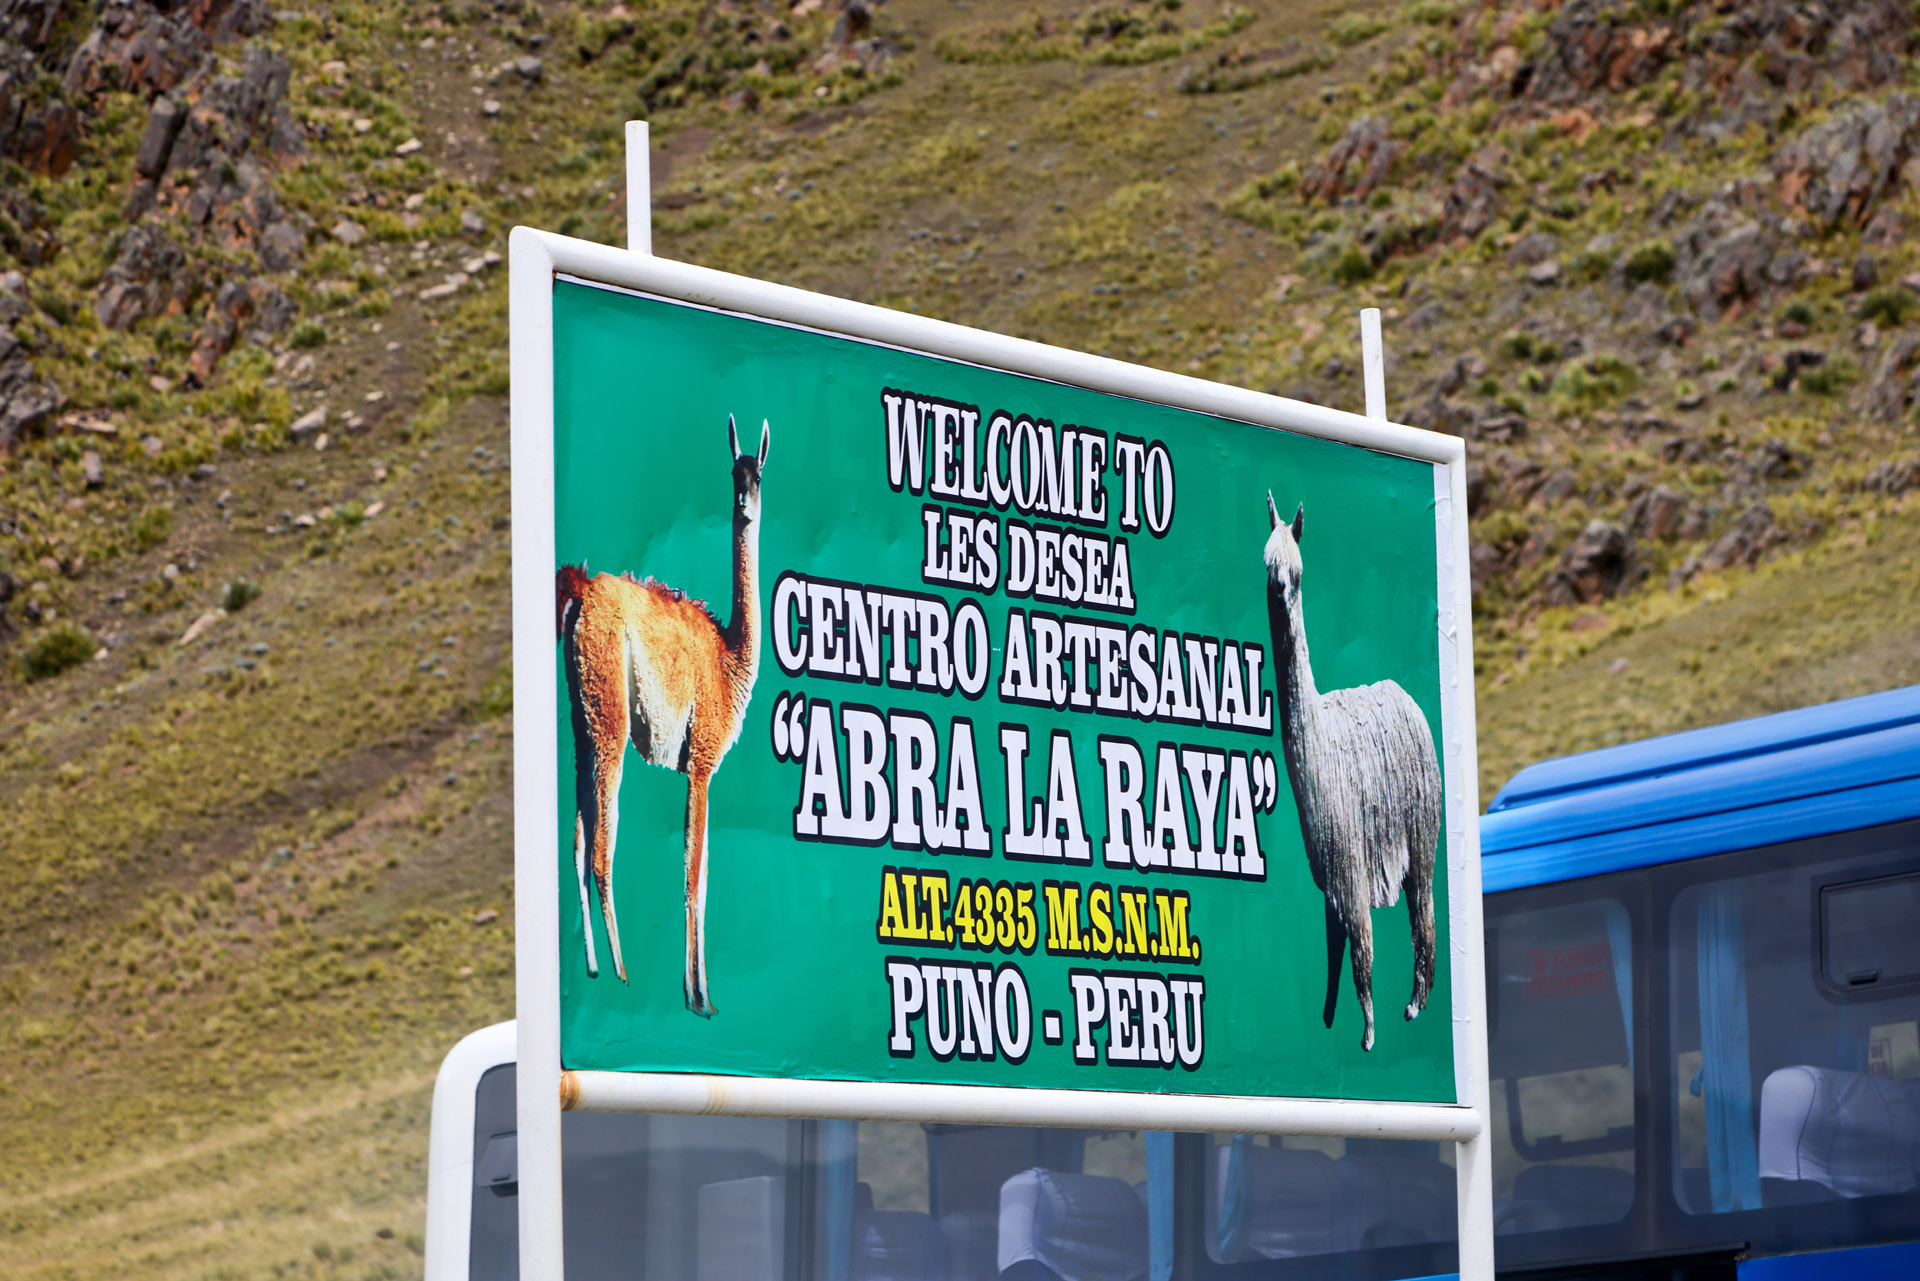 WELCOME TO
LES DESEA
CENTRO ARTESANAL
“ABRA LA RAYA”
ALT.4335 M.S.N.M.
PUNO - PERU